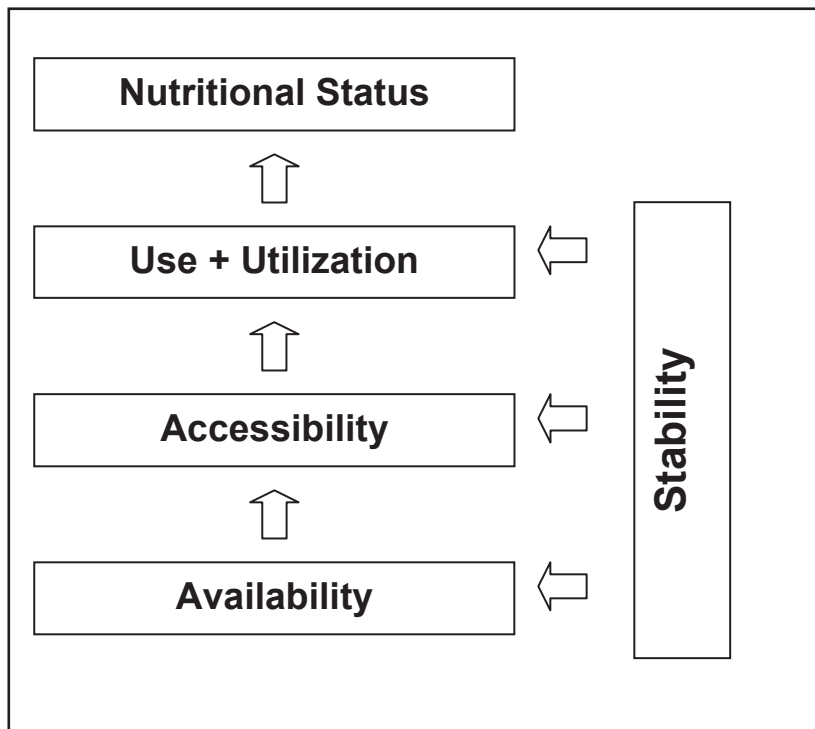 Nutritional Status
Use + Utilization
Accessibility
Availability
Stability